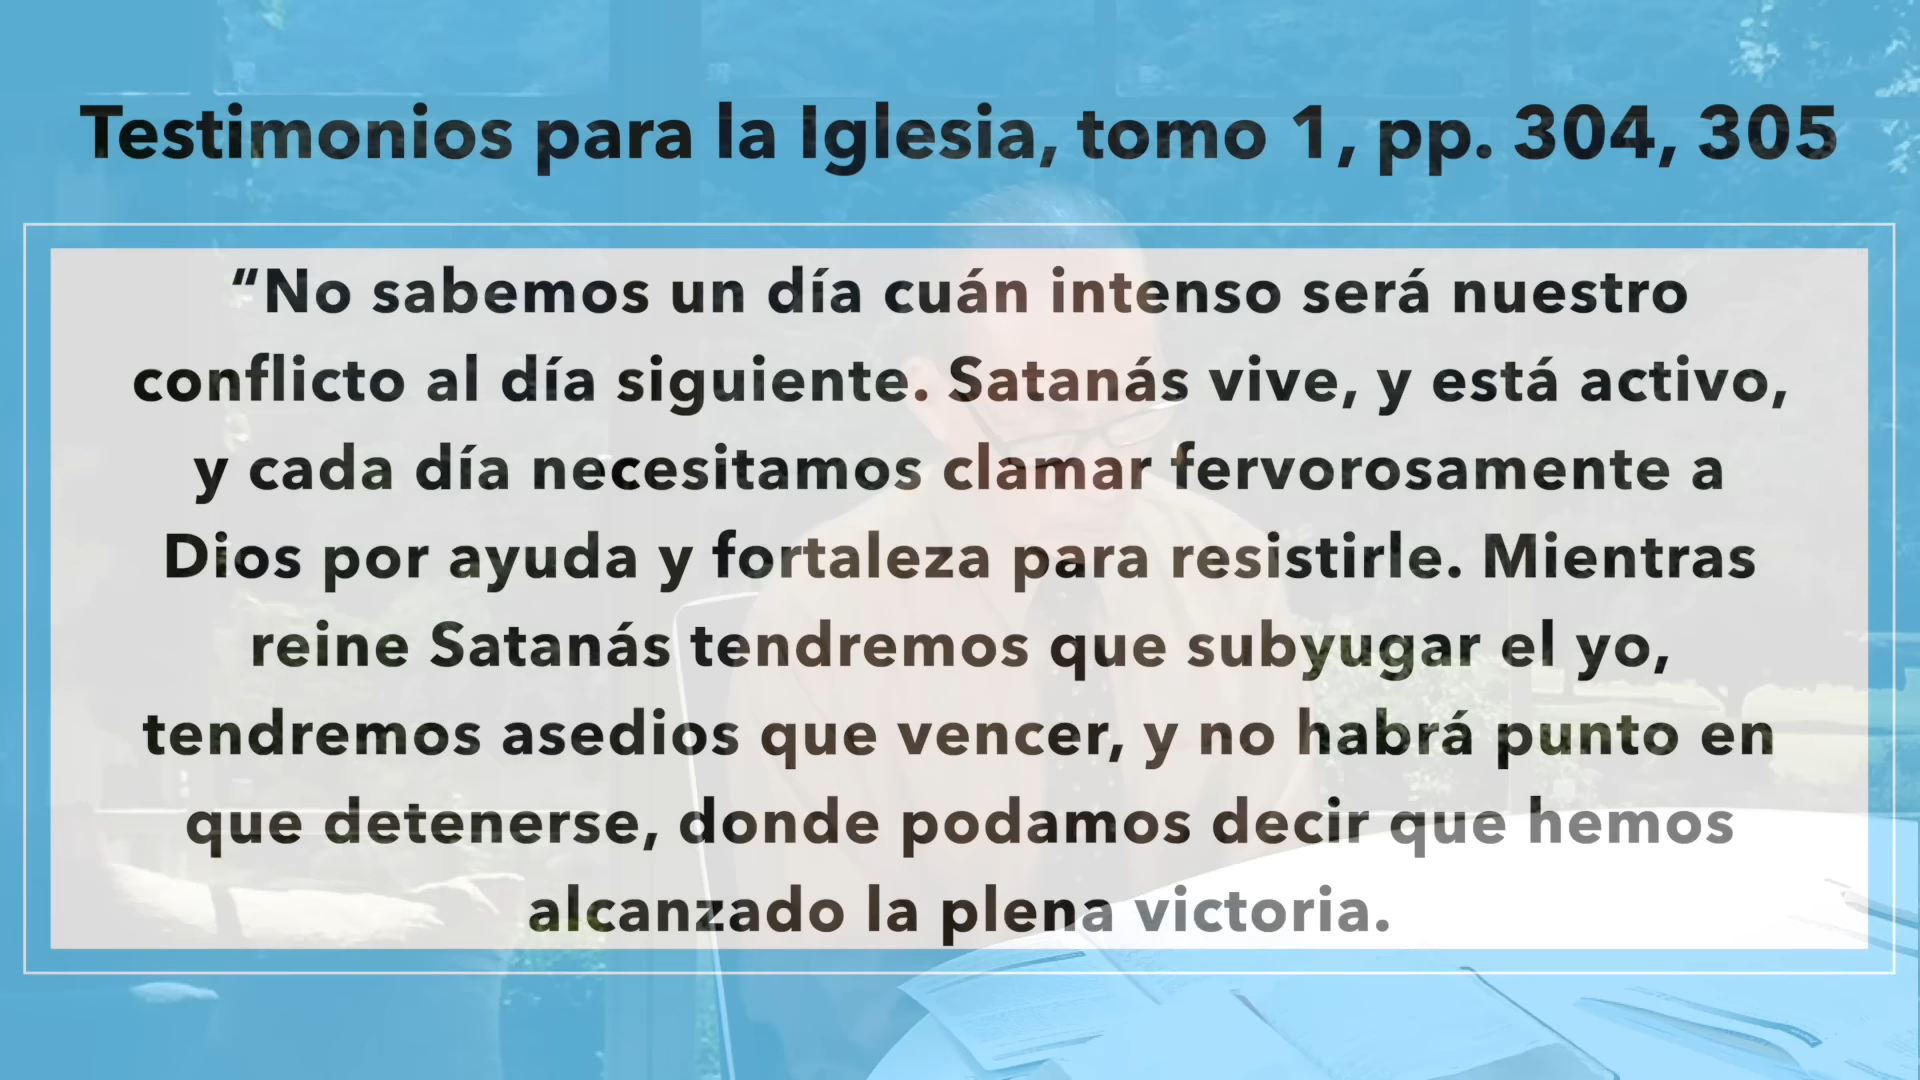 Testimonios para la Iglesia, tomo 1, pp. 304, 305
“No sabemos un día cuán intenso será nuestro
conflicto al día siguiente. Satanás vive, y está activo,
y cada día necesitamos clamar fervorosamente a
Dios por ayuda y fortaleza para resistirle. Mientras
reine Satanás tendremos que subyugar el yo,
tendremos asedios que vencer, y no habrá punto en
que detenerse, donde podamos decir que hemos
alcanzado la plena victoria.